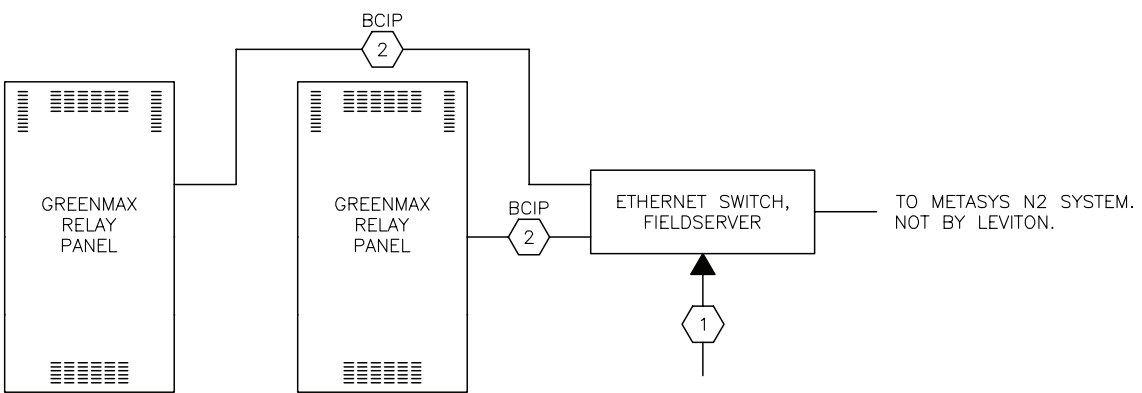 BCIP
2
GREENMAX
RELAY
PANEL
GREENMAX
RELAY
PANEL
BCIP
2
ETHERNET SWITCH,
FIELDSERVER
TO METASYS N2 SYSTEM.
NOT BY LEVITON.
1